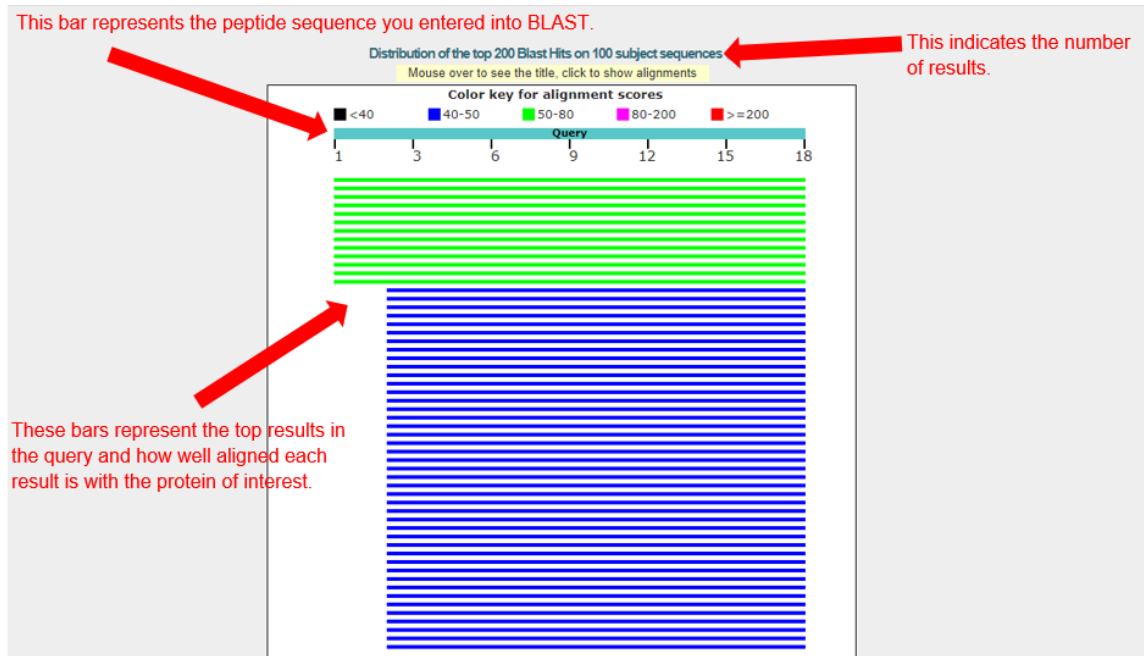 This bar represents the peptide sequence you entered into BLAST.
Distribution of the top 200 Blast Hits on 100 subject sequences
This indicates the number
of results.
Mouse over to see the title, click to show alignments
Color key for alignment scores
<40 40-50 50-80 80-200 >=200
Query
1 3 6 9 12 15 18
These bars represent the top results in
the query and how well aligned each
result is with the protein of interest.